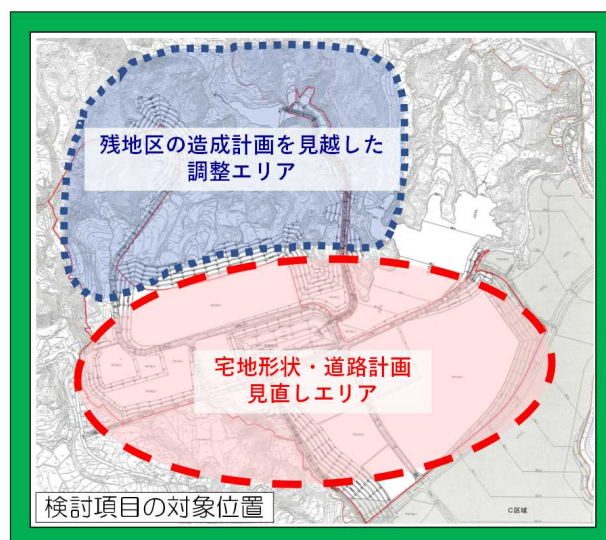 残地区の造成計画を見越した
調整エリア
宅地形状・道路計画
見直しエリア
検討項目の対象位置
C区域